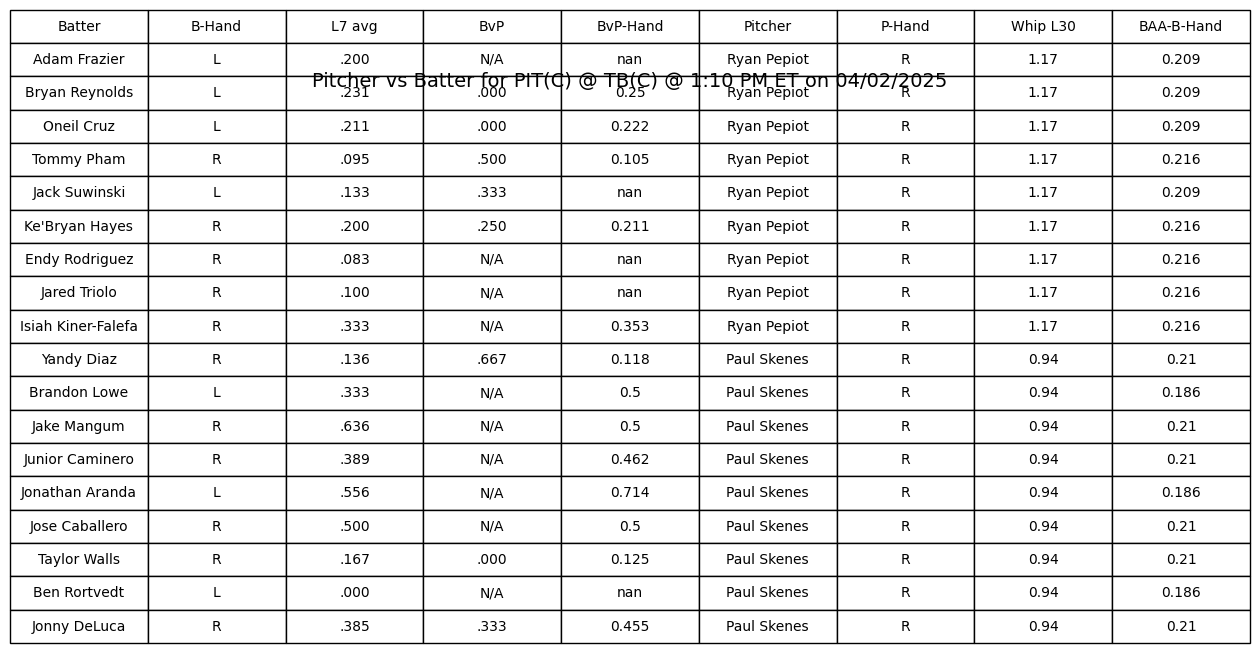 Batter B-Hand L7 avg BvP BvP-Hand Pitcher P-Hand Whip L30 BAA-B-Hand
Adam Frazier L .200 N/A nan Ryan Pepiot R 1.17 0.209
Pitcher vs Batter for PIT(C) @ TB(C) @ 1:10 PM ET on 04/02/2025
Bryan Reynolds L .231 .000 0.25 Ryan Pepiot R 1.17 0.209
Oneil Cruz L .211 .000 0.222 Ryan Pepiot R 1.17 0.209
Tommy Pham R .095 .500 0.105 Ryan Pepiot R 1.17 0.216
Jack Suwinski L .133 .333 nan Ryan Pepiot R 1.17 0.209
Ke'Bryan Hayes R .200 .250 0.211 Ryan Pepiot R 1.17 0.216
Endy Rodriguez R .083 N/A nan Ryan Pepiot R 1.17 0.216
Jared Triolo R .100 N/A nan Ryan Pepiot R 1.17 0.216
Isiah Kiner-Falefa R .333 N/A 0.353 Ryan Pepiot R 1.17 0.216
Yandy Diaz R .136 .667 0.118 Paul Skenes R 0.94 0.21
Brandon Lowe L .333 N/A 0.5 Paul Skenes R 0.94 0.186
Jake Mangum R .636 N/A 0.5 Paul Skenes R 0.94 0.21
Junior Caminero R .389 N/A 0.462 Paul Skenes R 0.94 0.21
Jonathan Aranda L .556 N/A 0.714 Paul Skenes R 0.94 0.186
Jose Caballero R .500 N/A 0.5 Paul Skenes R 0.94 0.21
Taylor Walls R .167 .000 0.125 Paul Skenes R 0.94 0.21
Ben Rortvedt L .000 N/A nan Paul Skenes R 0.94 0.186
Jonny DeLuca R .385 .333 0.455 Paul Skenes R 0.94 0.21